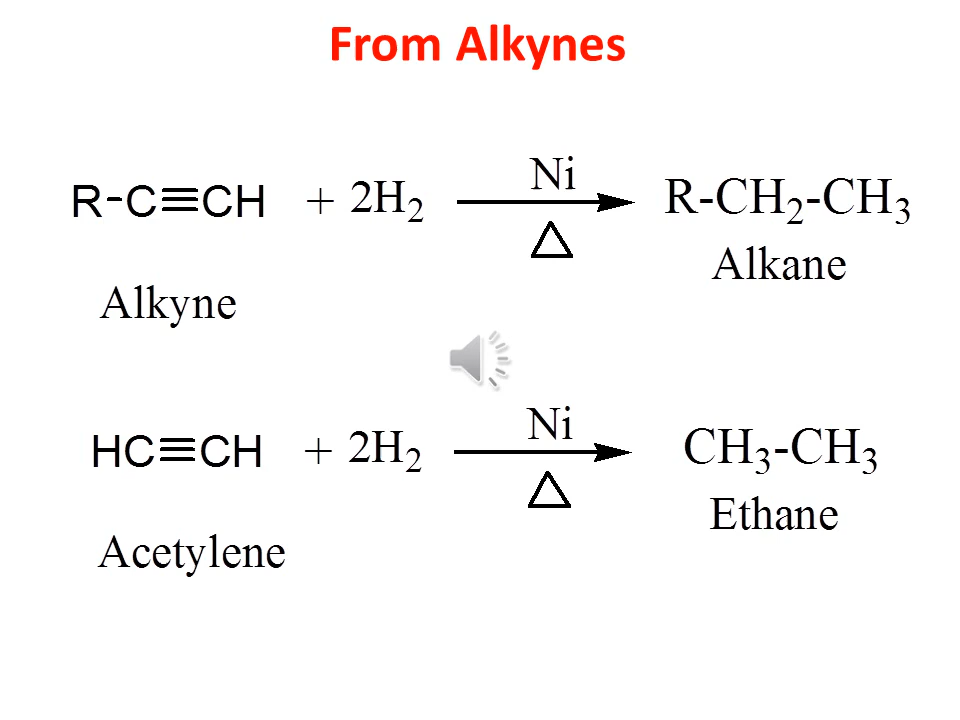 From Alkynes
R-C≡CH + 2H₂ Ni △ R-CH₂-CH₃
Alkyne Alkane
HC≡CH + 2H₂ Ni △ CH₃-CH₃
Acetylene Ethane